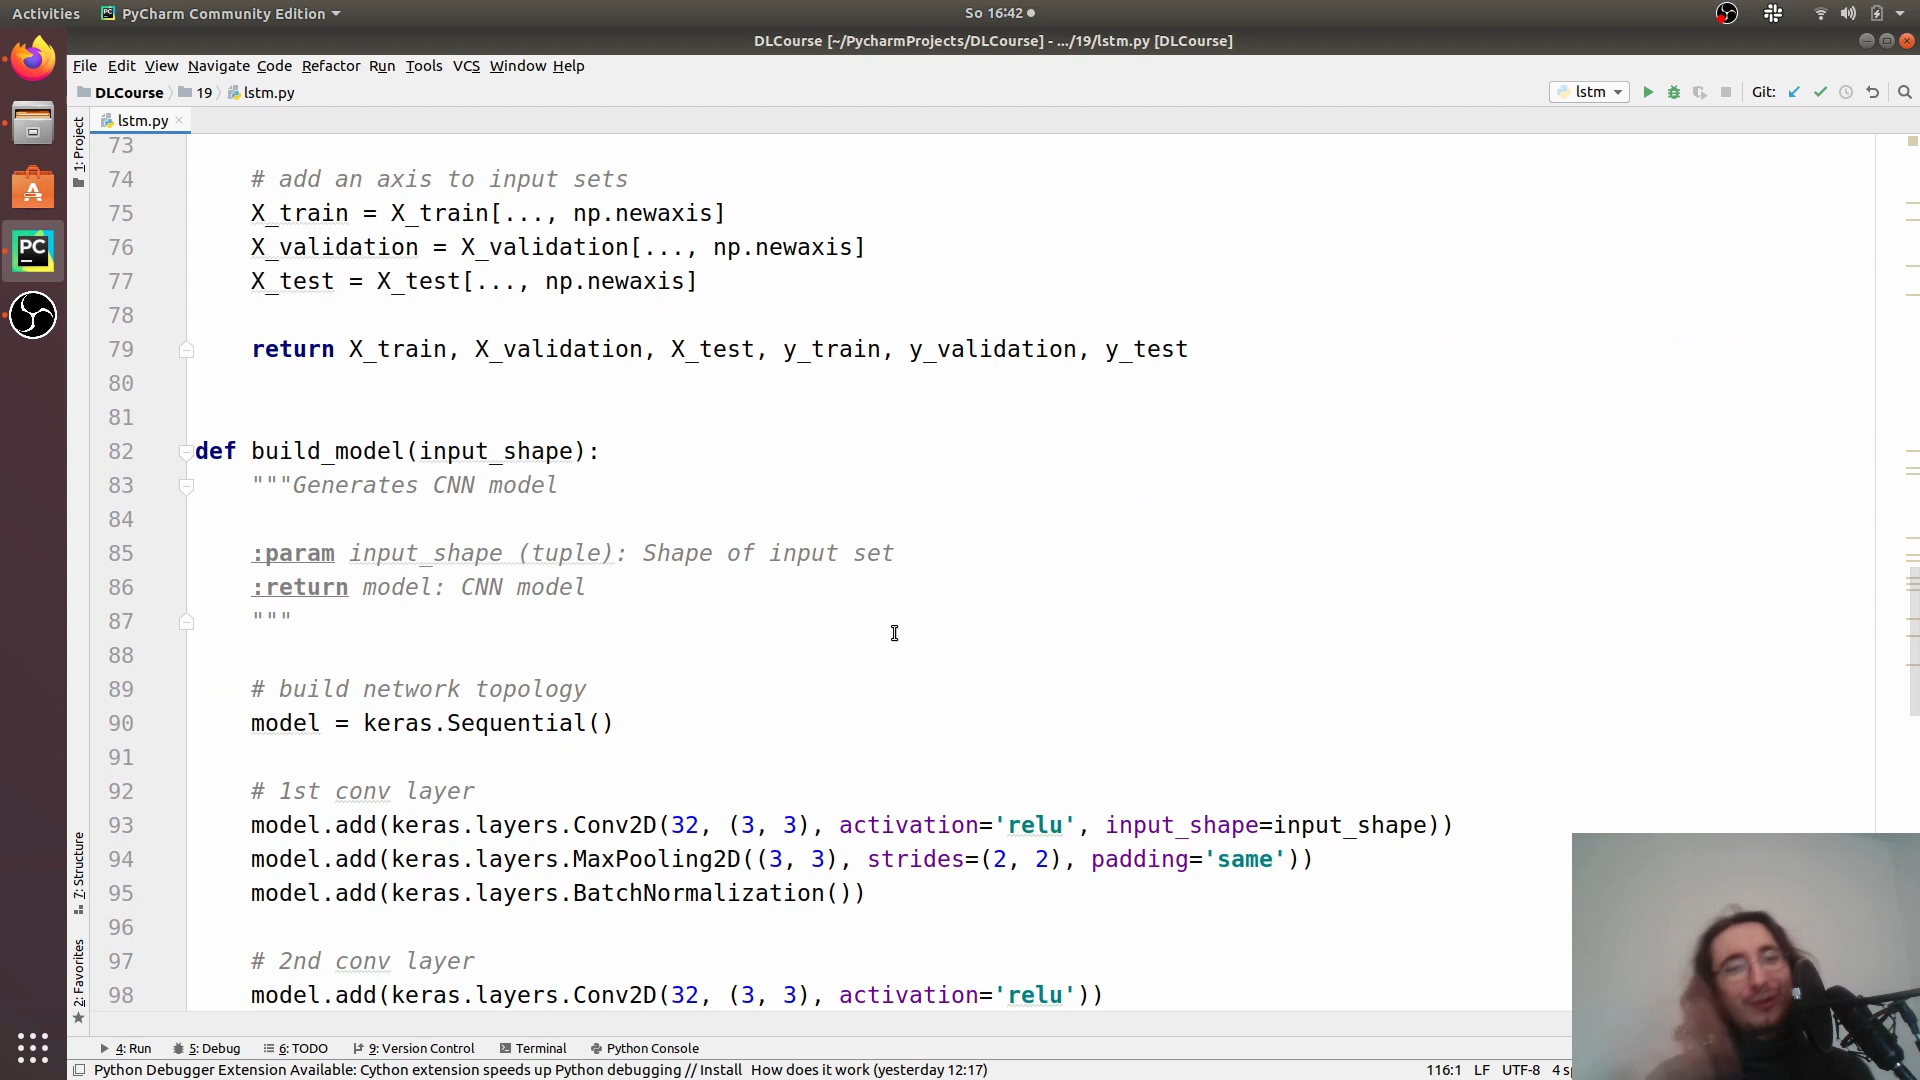 Activities
PyCharm Community Edition
So 16:42
DLCourse [~/PycharmProjects/DLCourse] - .../19/lstm.py [DLCourse]
File Edit View Navigate Code Refactor Run Tools VCS Window Help
DLCourse 19 lstm.py
lstm
Git:
lstm.py
1: Project
7: Structure
2: Favorites
73
74 # add an axis to input sets
75 X_train = X_train[..., np.newaxis]
76 X_validation = X_validation[..., np.newaxis]
77 X_test = X_test[..., np.newaxis]
78
79 return X_train, X_validation, X_test, y_train, y_validation, y_test
80
81
82 def build_model(input_shape):
83 """Generates CNN model
84
85 :param input_shape (tuple): Shape of input set
86 :return model: CNN model
87 """
88
89 # build network topology
90 model = keras.Sequential()
91
92 # 1st conv layer
93 model.add(keras.layers.Conv2D(32, (3, 3), activation='relu', input_shape=input_shape))
94 model.add(keras.layers.MaxPooling2D((3, 3), strides=(2, 2), padding='same'))
95 model.add(keras.layers.BatchNormalization())
96
97 # 2nd conv layer
98 model.add(keras.layers.Conv2D(32, (3, 3), activation='relu'))
4: Run 5: Debug 6: TODO 9: Version Control Terminal Python Console
Python Debugger Extension Available: Cython extension speeds up Python debugging // Install How does it work (yesterday 12:17)
116:1 LF UTF-8 4